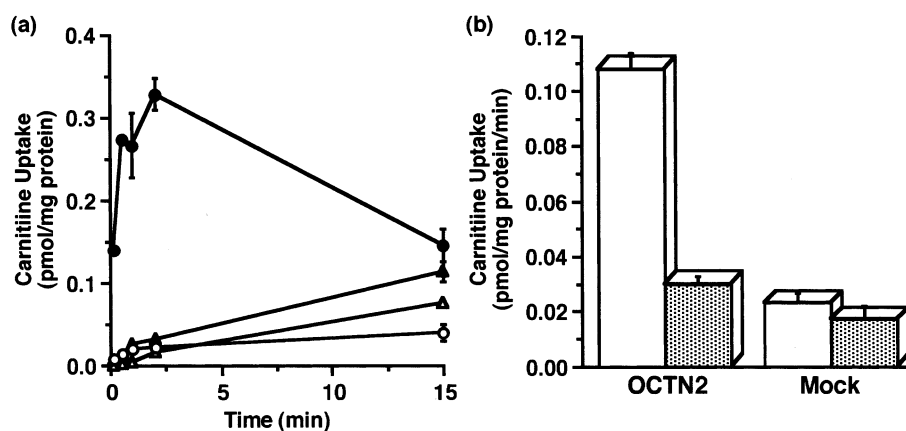 (a)
Carnitiine Uptake
(pmol/mg protein)
0.4
0.3
0.2
0.1
0.0
0
5
10
15
Time (min)
(b)
Carnitiine Uptake
(pmol/mg protein/min)
0.12
0.10
0.08
0.06
0.04
0.02
0.00
OCTN2
Mock